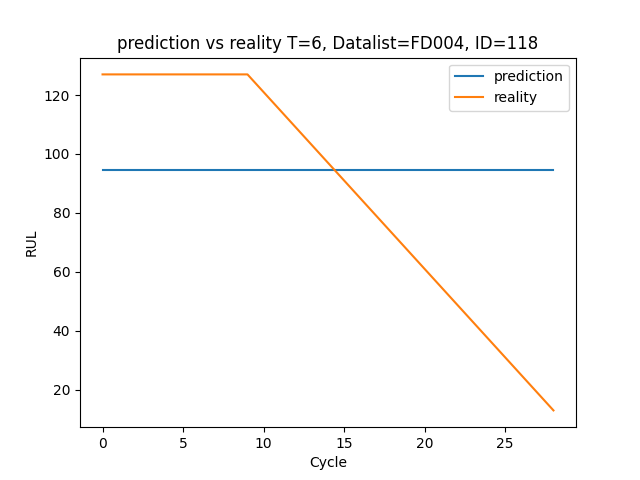 prediction vs reality T=6, Datalist=FD004, ID=118
prediction
reality
120
100
80
60
40
20
RUL
0 5 10 15 20 25
Cycle